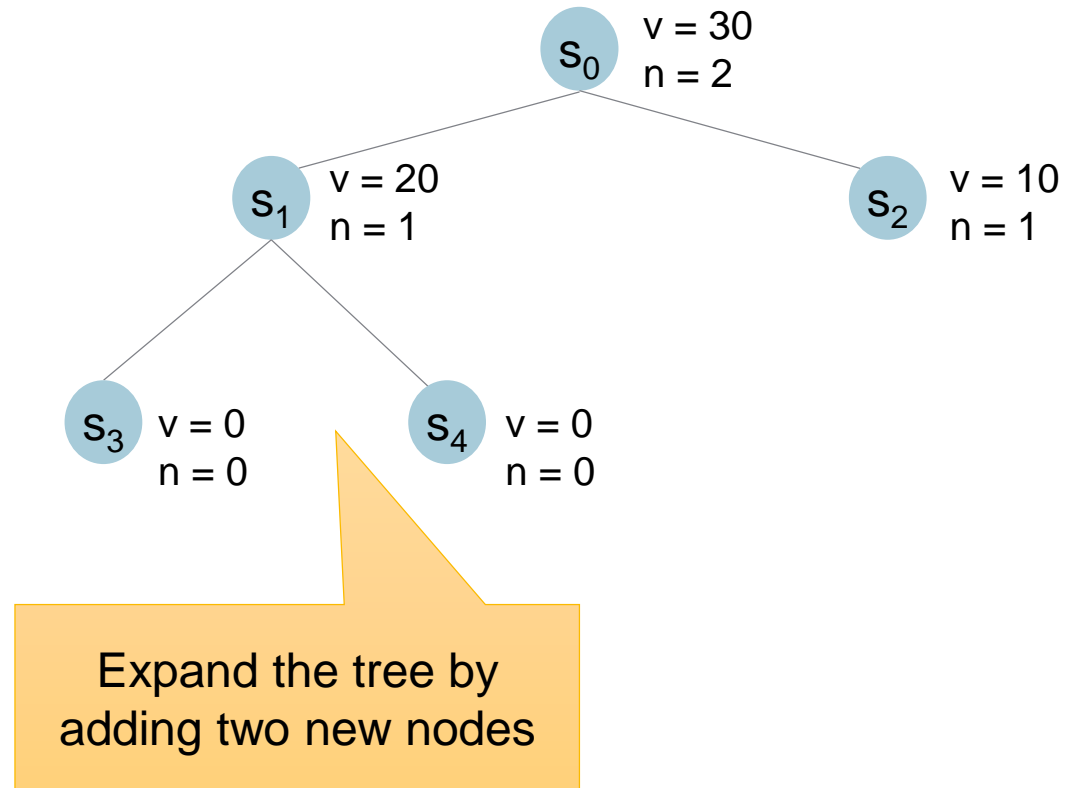 s₀
v = 30
n = 2
s₁
v = 20
n = 1
s₂
v = 10
n = 1
s₃
v = 0
n = 0
s₄
v = 0
n = 0
Expand the tree by
adding two new nodes